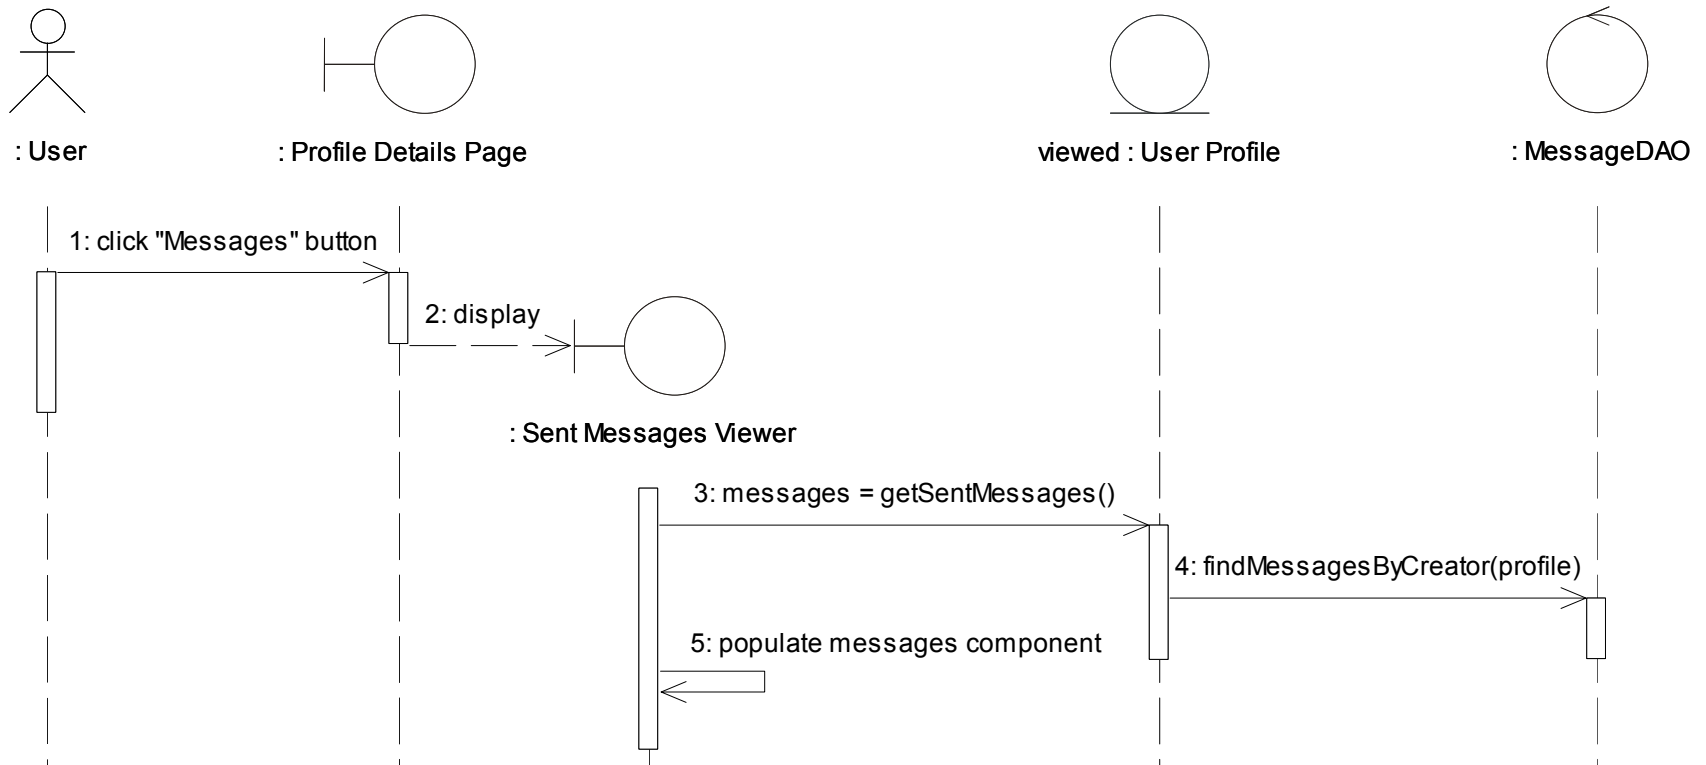 : User
: Profile Details Page
viewed : User Profile
: MessageDAO
1: click "Messages" button
2: display
: Sent Messages Viewer
3: messages = getSentMessages()
4: findMessagesByCreator(profile)
5: populate messages component